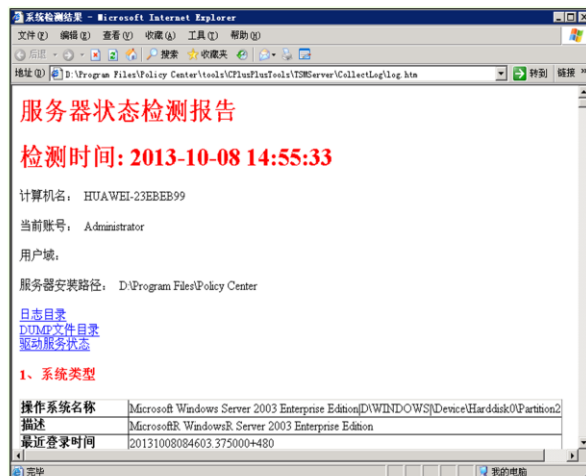 系统检测结果 - Microsoft Internet Explorer
文件(F) 编辑(E) 查看(V) 收藏(A) 工具(T) 帮助(H)
后退 搜索 收藏夹
地址(D) D:\Program Files\Policy Center\tools\CPlusPlusTools\TSMServer\CollectLog\log.htm 转到 链接 »
服务器状态检测报告
检测时间: 2013-10-08 14:55:33
计算机名: HUAWEI-23EBEB99
当前账号: Administrator
用户域:
服务器安装路径: D:\Program Files\Policy Center
日志目录
DUMP文件目录
驱动服务状态
1、系统类型
操作系统名称 Microsoft Windows Server 2003 Enterprise Edition|D:\WINDOWS|\Device\Harddisk0\Partition2
描述 MicrosoftR WindowsR Server 2003 Enterprise Edition
最近登录时间 20131008084603.375000+480
完毕 我的电脑